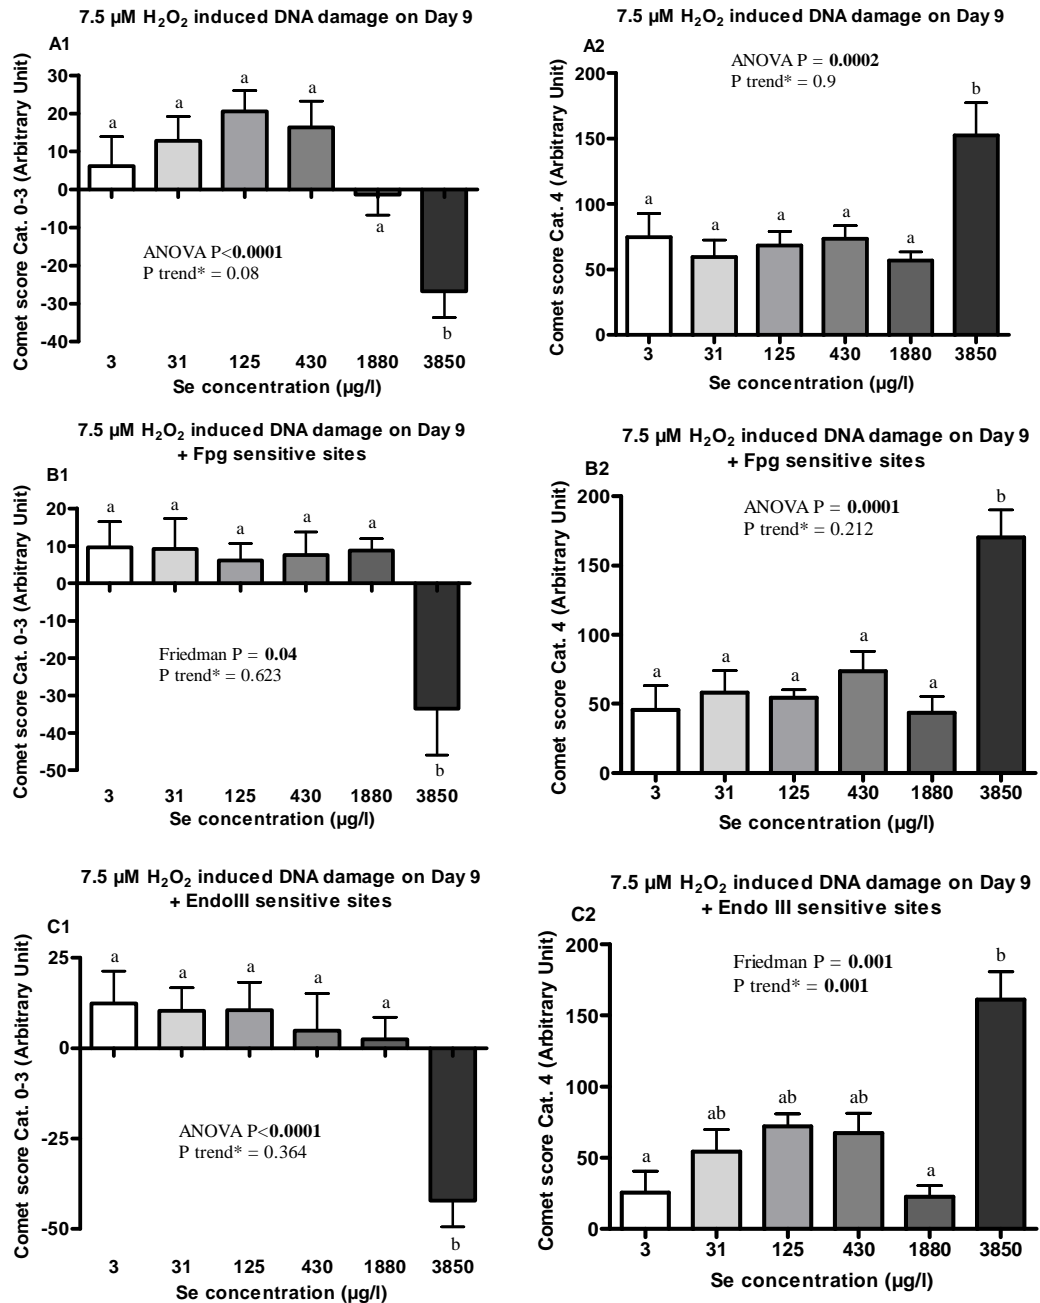 7.5 µM H₂O₂ induced DNA damage on Day 9
A1
Comet score Cat. 0-3 (Arbitrary Unit)
30
20
10
0
-10
-20
-30
-40
a
a
a
a
a
b
ANOVA P<0.0001
P trend* = 0.08
3 31 125 430 1880 3850
Se concentration (µg/l)
7.5 µM H₂O₂ induced DNA damage on Day 9
A2
Comet score Cat. 4 (Arbitrary Unit)
200
150
100
50
0
ANOVA P = 0.0002
P trend* = 0.9
a
a
a
a
a
b
3 31 125 430 1880 3850
Se concentration (µg/l)
7.5 µM H₂O₂ induced DNA damage on Day 9
+ Fpg sensitive sites
B1
Comet score Cat. 0-3 (Arbitrary Unit)
20
10
0
-10
-20
-30
-40
-50
a
a
a
a
a
b
Friedman P = 0.04
P trend* = 0.623
3 31 125 430 1880 3850
Se concentration (µg/l)
7.5 µM H₂O₂ induced DNA damage on Day 9
+ Fpg sensitive sites
B2
Comet score Cat. 4 (Arbitrary Unit)
200
150
100
50
0
ANOVA P = 0.0001
P trend* = 0.212
a
a
a
a
a
b
3 31 125 430 1880 3850
Se concentration (µg/l)
7.5 µM H₂O₂ induced DNA damage on Day 9
+ EndoIII sensitive sites
C1
Comet score Cat. 0-3 (Arbitrary Unit)
25
0
-25
-50
a
a
a
a
a
b
ANOVA P<0.0001
P trend* = 0.364
3 31 125 430 1880 3850
Se concentration (µg/l)
7.5 µM H₂O₂ induced DNA damage on Day 9
+ Endo III sensitive sites
C2
Comet score Cat. 4 (Arbitrary Unit)
200
150
100
50
0
Friedman P = 0.001
P trend* = 0.001
a
ab
ab
ab
a
b
3 31 125 430 1880 3850
Se concentration (µg/l)